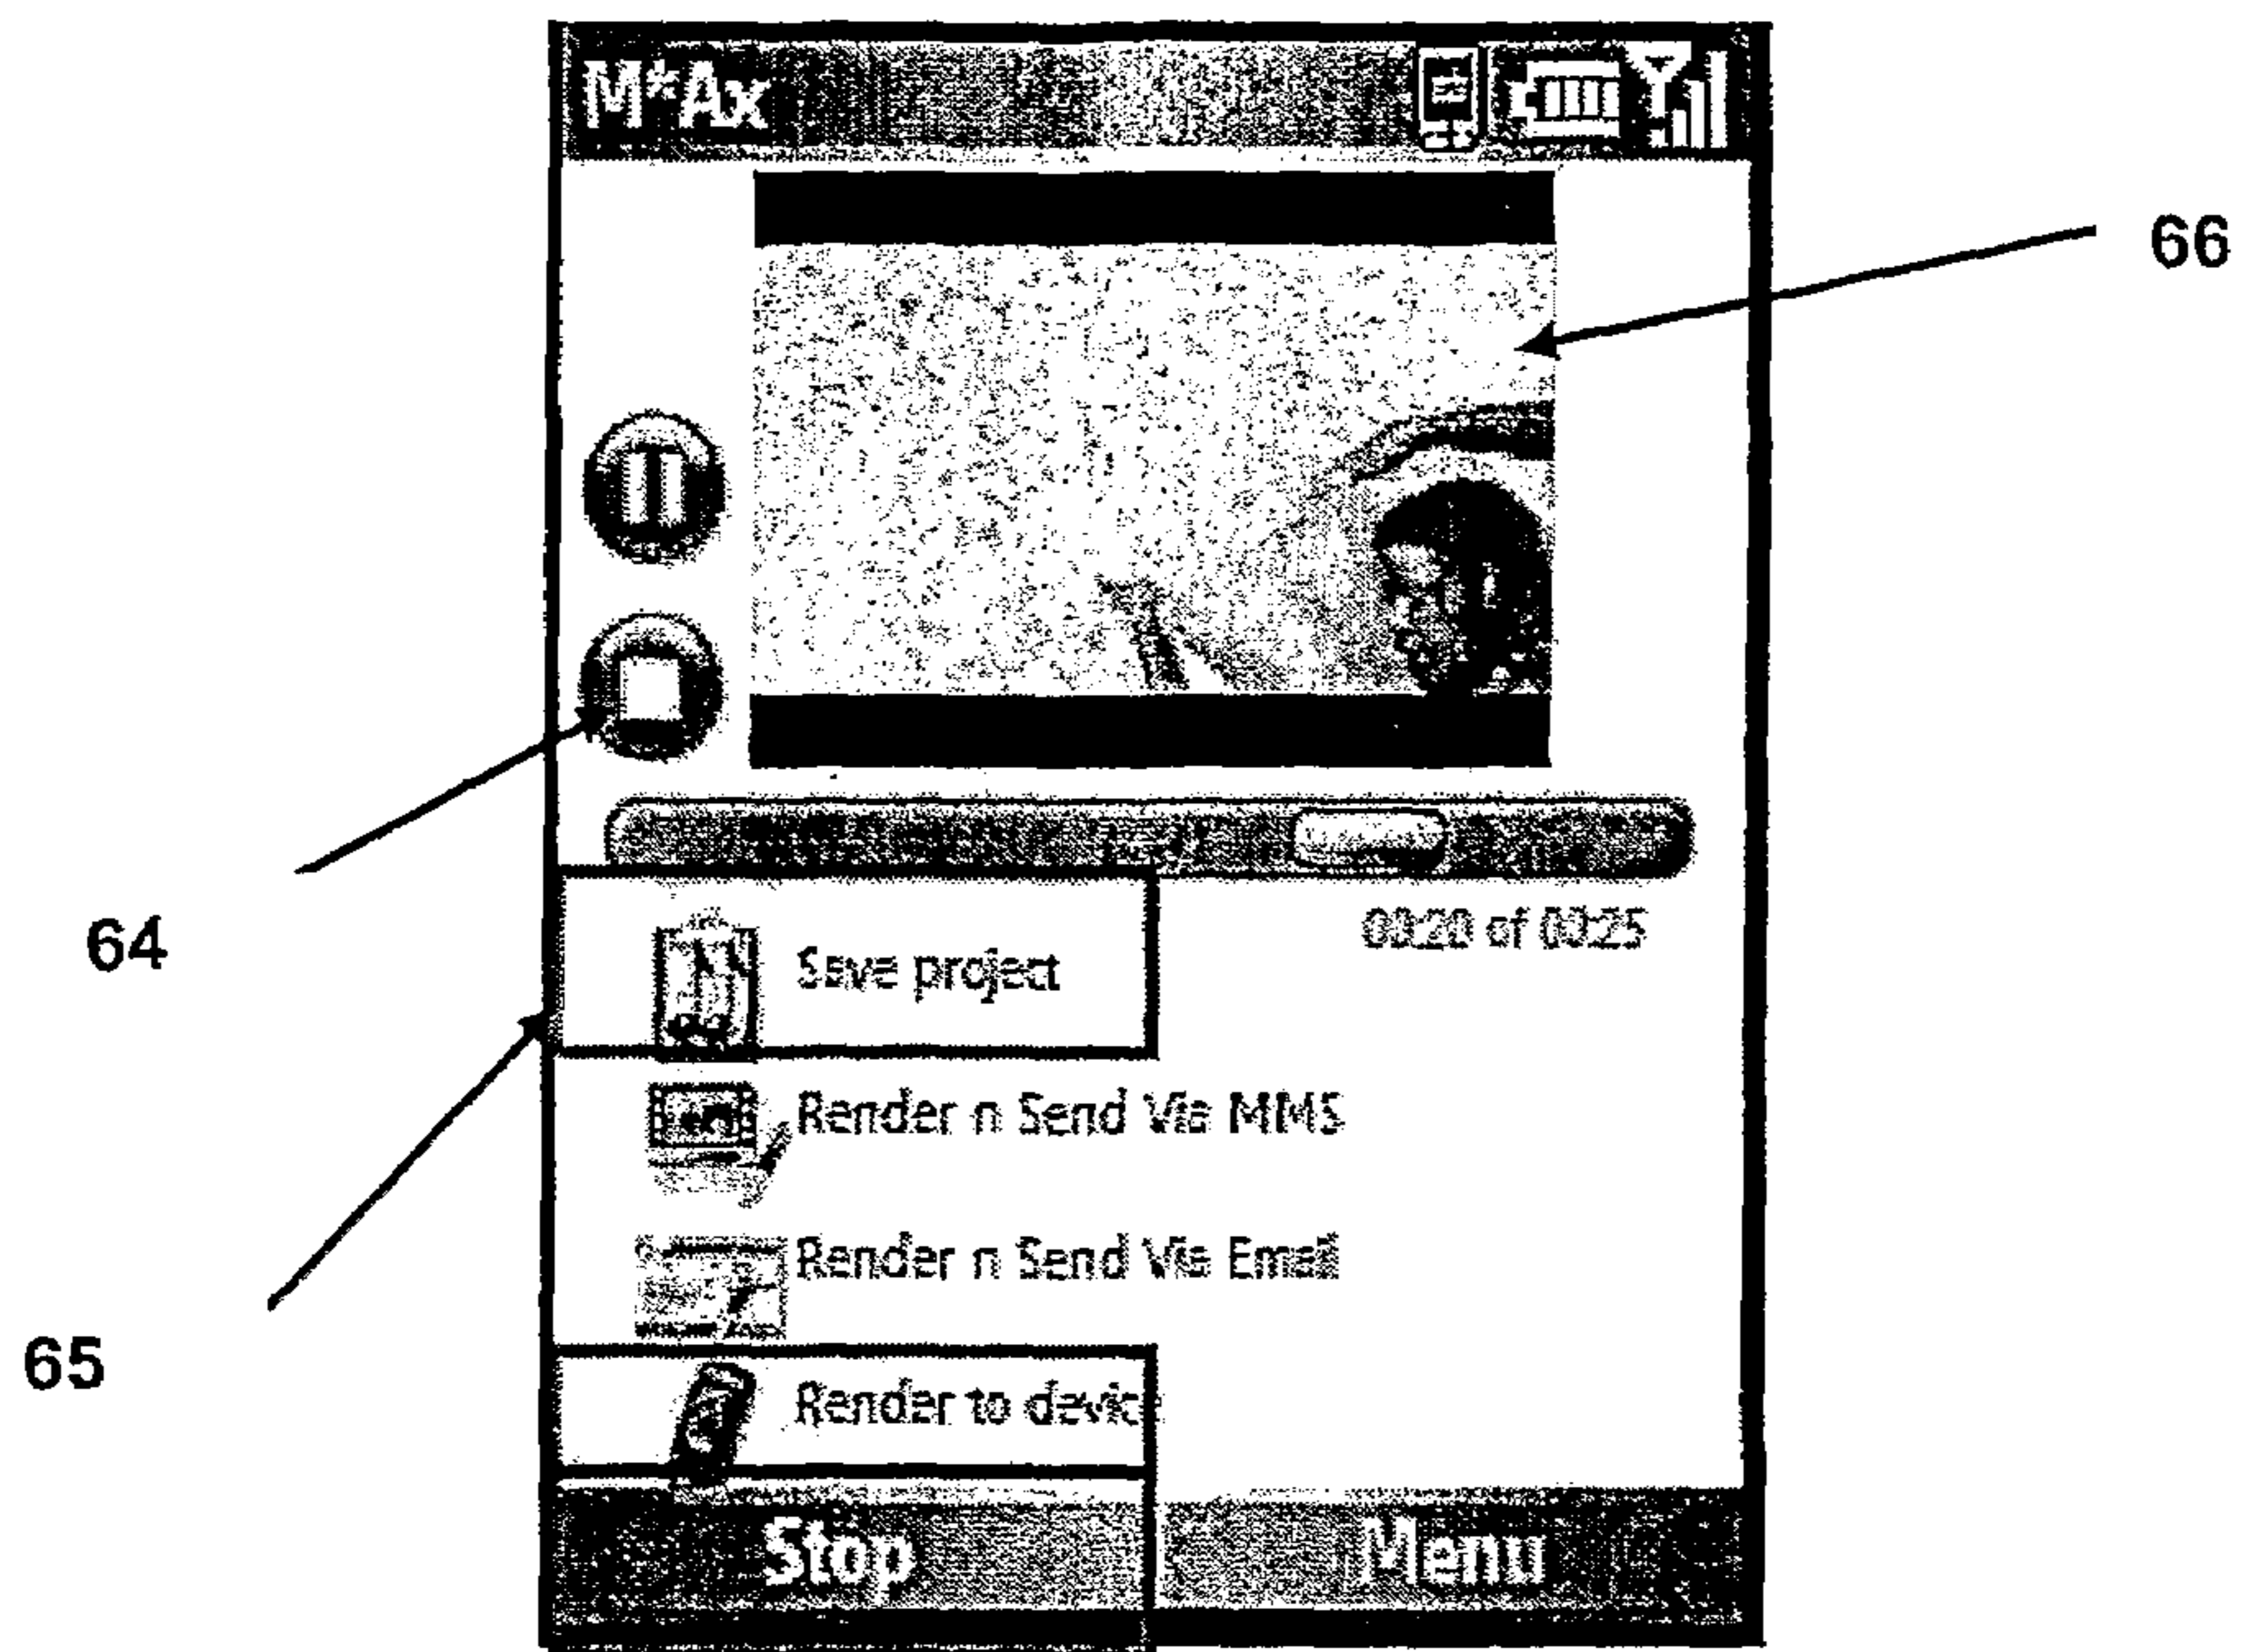 M*Ax
66
64
00:20 of 00:25
Save project
Render n Send Via MMS
Render n Send Via Email
65
Render to devic
Stop
Menu